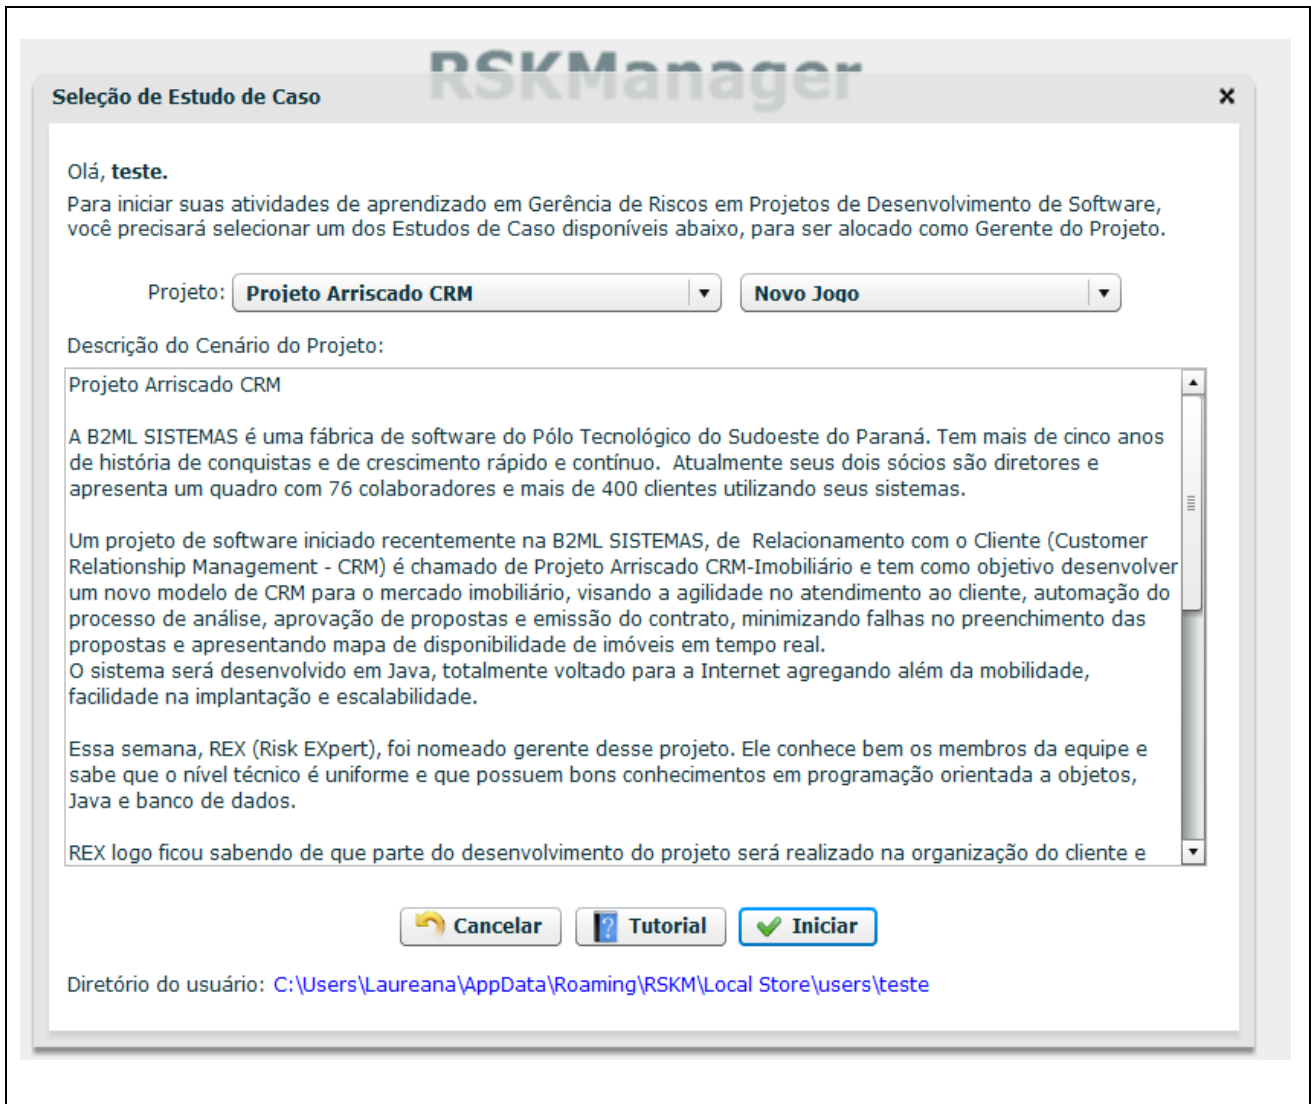 RSKManager
Seleção de Estudo de Caso
Olá, teste.
Para iniciar suas atividades de aprendizado em Gerência de Riscos em Projetos de Desenvolvimento de Software,
você precisará selecionar um dos Estudos de Caso disponíveis abaixo, para ser alocado como Gerente do Projeto.
Projeto: Projeto Arriscado CRM Novo Jogo
Descrição do Cenário do Projeto:
Projeto Arriscado CRM
A B2ML SISTEMAS é uma fábrica de software do Pólo Tecnológico do Sudoeste do Paraná. Tem mais de cinco anos
de história de conquistas e de crescimento rápido e contínuo. Atualmente seus dois sócios são diretores e
apresenta um quadro com 76 colaboradores e mais de 400 clientes utilizando seus sistemas.
Um projeto de software iniciado recentemente na B2ML SISTEMAS, de Relacionamento com o Cliente (Customer
Relationship Management - CRM) é chamado de Projeto Arriscado CRM-Imobiliário e tem como objetivo desenvolver
um novo modelo de CRM para o mercado imobiliário, visando a agilidade no atendimento ao cliente, automação do
processo de análise, aprovação de propostas e emissão do contrato, minimizando falhas no preenchimento das
propostas e apresentando mapa de disponibilidade de imóveis em tempo real.
O sistema será desenvolvido em Java, totalmente voltado para a Internet agregando além da mobilidade,
facilidade na implantação e escalabilidade.
Essa semana, REX (Risk EXpert), foi nomeado gerente desse projeto. Ele conhece bem os membros da equipe e
sabe que o nível técnico é uniforme e que possuem bons conhecimentos em programação orientada a objetos,
Java e banco de dados.
REX logo ficou sabendo de que parte do desenvolvimento do projeto será realizado na organização do cliente e
Cancelar Tutorial Iniciar
Diretório do usuário: C:\Users\Laureana\AppData\Roaming\RSKM\Local Store\users\teste